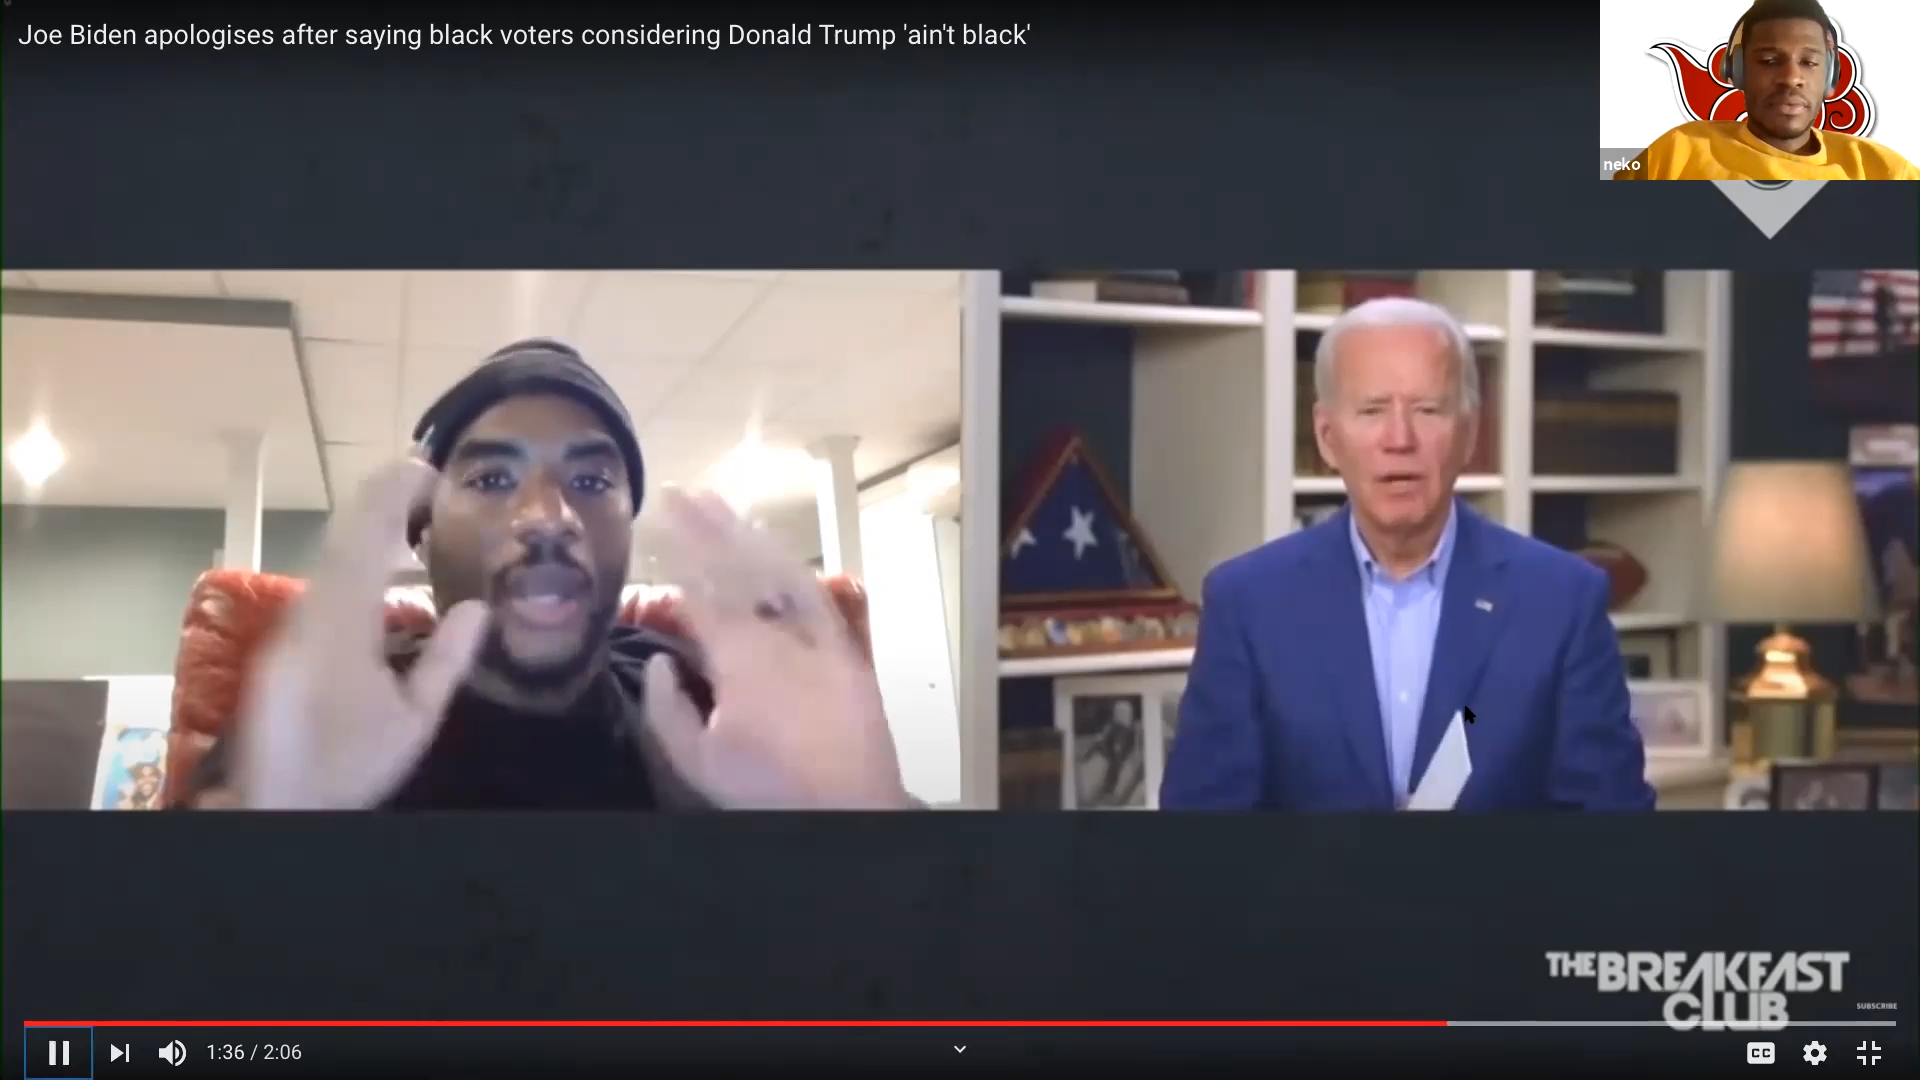 Joe Biden apologises after saying black voters considering Donald Trump 'ain't black'
neko
THE BREAKFAST
CLUB
SUBSCRIBE
1:36 / 2:06
CC